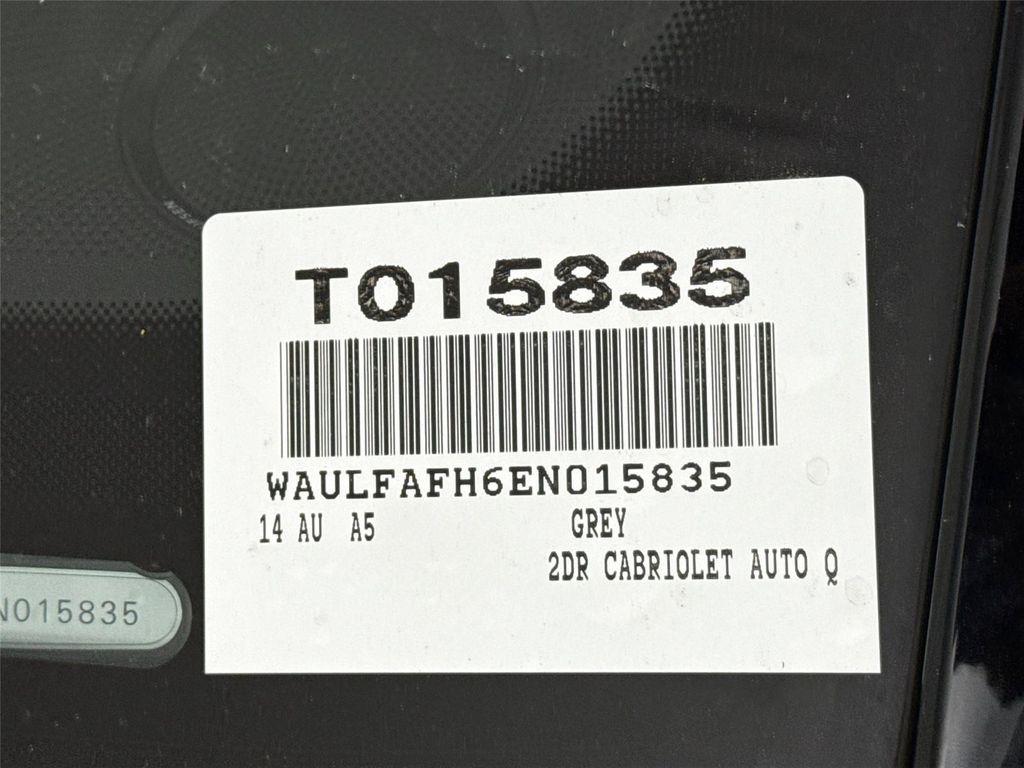 T015835
WAULFAFH6EN015835
14 AU A5 GREY
2DR CABRIOLET AUTO Q
N015835